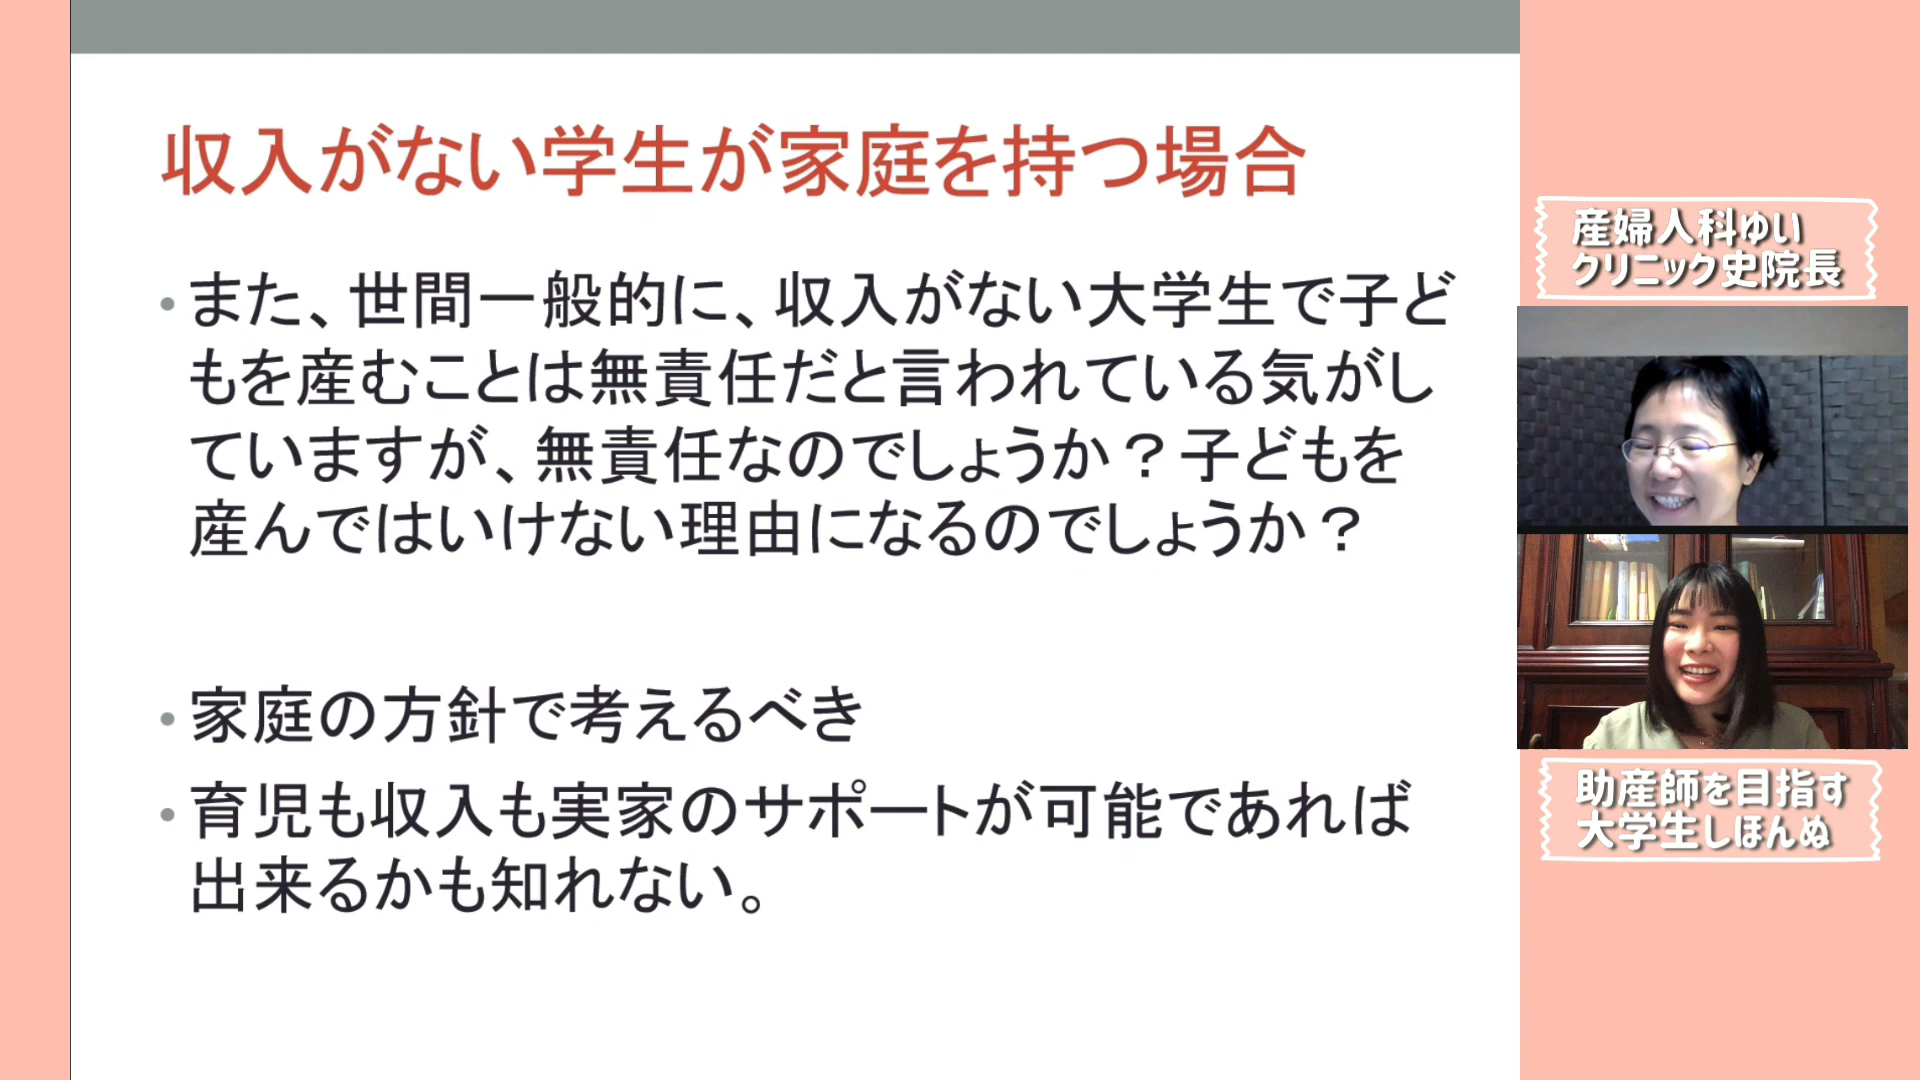 収入がない学生が家庭を持つ場合
・また、世間一般的に、収入がない大学生で子ど
もを産むことは無責任だと言われている気がし
ていますが、無責任なのでしょうか？子どもを
産んではいけない理由になるのでしょうか？
・家庭の方針で考えるべき
・育児も収入も実家のサポートが可能であれば
出来るかも知れない。
産婦人科ゆい
クリニック史院長
助産師を目指す
大学生しほんぬ